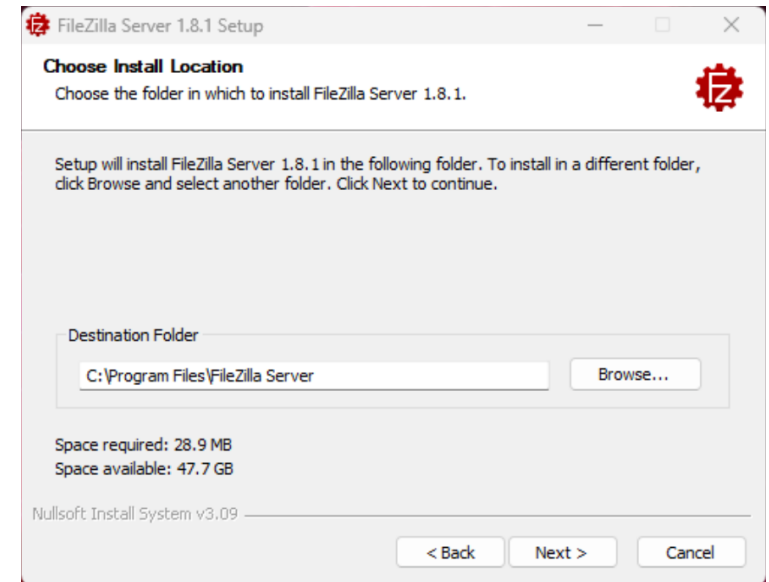 FileZilla Server 1.8.1 Setup
Choose Install Location
Choose the folder in which to install FileZilla Server 1.8.1.
Setup will install FileZilla Server 1.8.1 in the following folder. To install in a different folder,
click Browse and select another folder. Click Next to continue.
Destination Folder
C:\Program Files\FileZilla Server
Browse...
Space required: 28.9 MB
Space available: 47.7 GB
Nullsoft Install System v3.09
< Back
Next >
Cancel